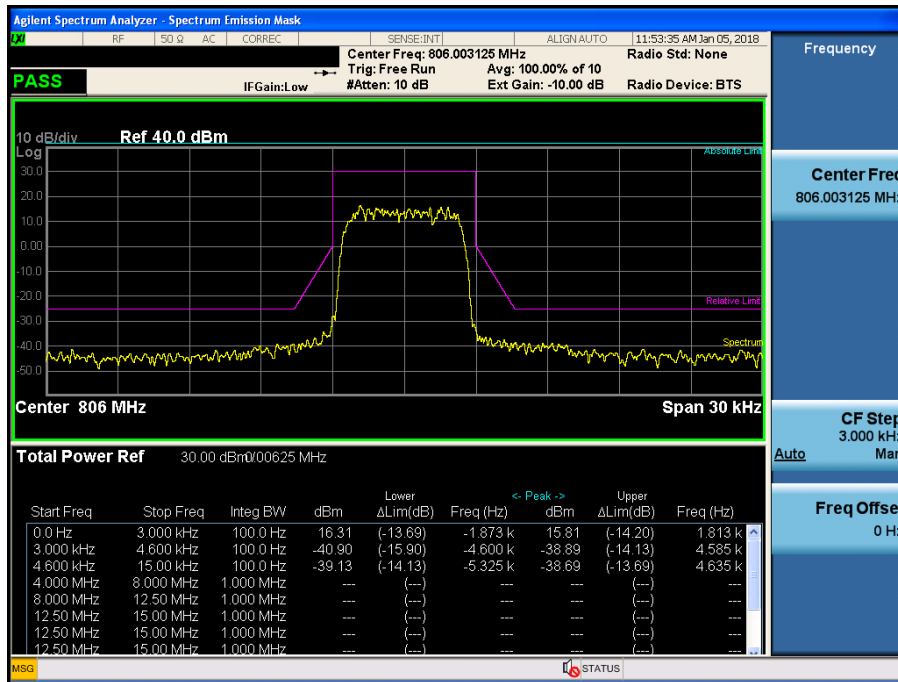 Agilent Spectrum Analyzer - Spectrum Emission Mask
LXI RF 50 Ω AC CORREC SENSE:INT ALIGN AUTO 11:53:35 AM Jan 05, 2018
Center Freq: 806.003125 MHz Radio Std: None
Trig: Free Run Avg: 100.00% of 10
PASS IFGain:Low #Atten: 10 dB Ext Gain: -10.00 dB Radio Device: BTS
10 dB/div Ref 40.0 dBm
Log
Absolute Limit
30.0
20.0
10.0
0.00
-10.0
-20.0
Relative Limit
-30.0
-40.0
Spectrum
-50.0
Center 806 MHz Span 30 kHz
Total Power Ref 30.00 dBm/0.00625 MHz
Lower <- Peak -> Upper
Start Freq Stop Freq Integ BW dBm ΔLim(dB) Freq (Hz) dBm ΔLim(dB) Freq (Hz)
0.0 Hz 3.000 kHz 100.0 Hz 16.31 (-13.69) -1.873 k 15.81 (-14.20) 1.813 k
3.000 kHz 4.600 kHz 100.0 Hz -40.90 (-15.90) -4.600 k -38.89 (-14.13) 4.585 k
4.600 kHz 15.00 kHz 100.0 Hz -39.13 (-14.13) -5.325 k -38.69 (-13.69) 4.635 k
4.000 MHz 8.000 MHz 1.000 MHz --- (---) --- --- (---) ---
8.000 MHz 12.50 MHz 1.000 MHz --- (---) --- --- (---) ---
12.50 MHz 15.00 MHz 1.000 MHz --- (---) --- --- (---) ---
12.50 MHz 15.00 MHz 1.000 MHz --- (---) --- --- (---) ---
12.50 MHz 15.00 MHz 1.000 MHz --- (---) --- --- (---) ---
MSG STATUS
Frequency
Center Freq
806.003125 MHz
CF Step
3.000 kHz
Auto Man
Freq Offset
0 Hz